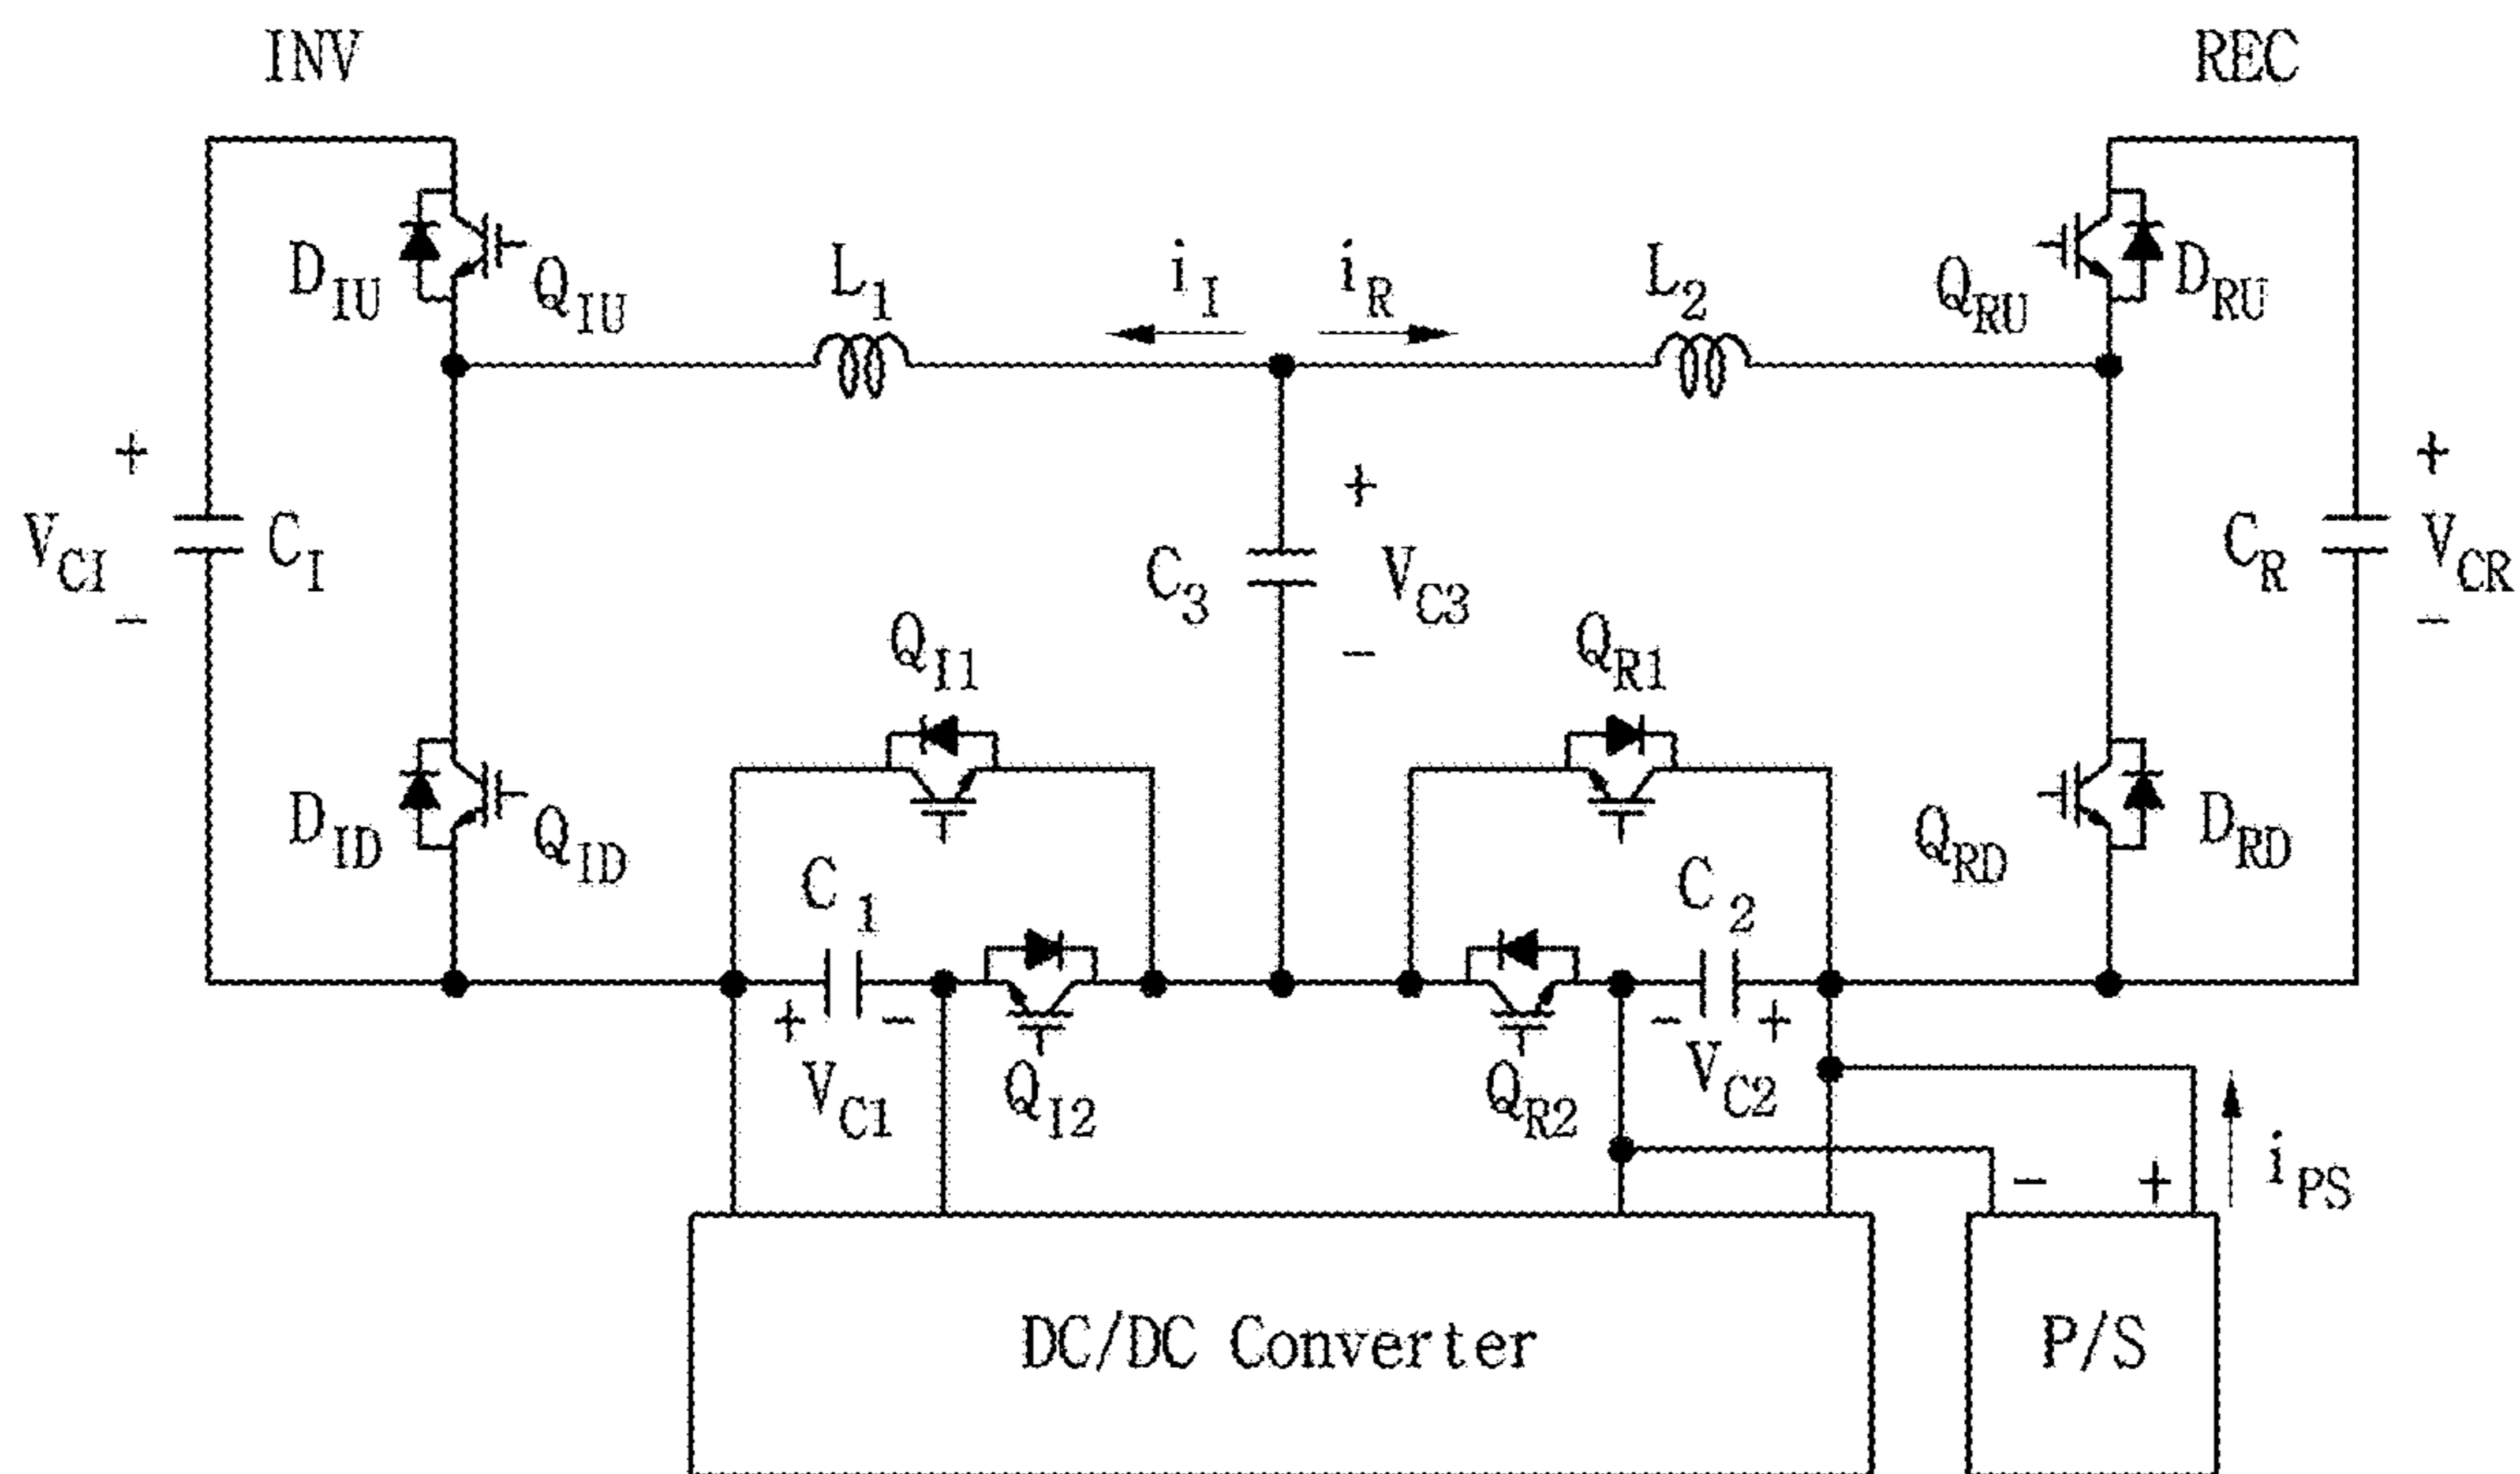 INV
REC
D_IU
Q_IU
L_1
i_I
i_R
L_2
Q_RU
D_RU
+
V_CI
-
C_I
C_3
+
V_C3
-
C_R
+
V_CR
-
Q_I1
Q_R1
D_ID
Q_ID
Q_RD
D_RD
C_1
C_2
+ -
V_C1
Q_I2
Q_R2
- +
V_C2
- +
i_PS
DC/DC Converter
P/S